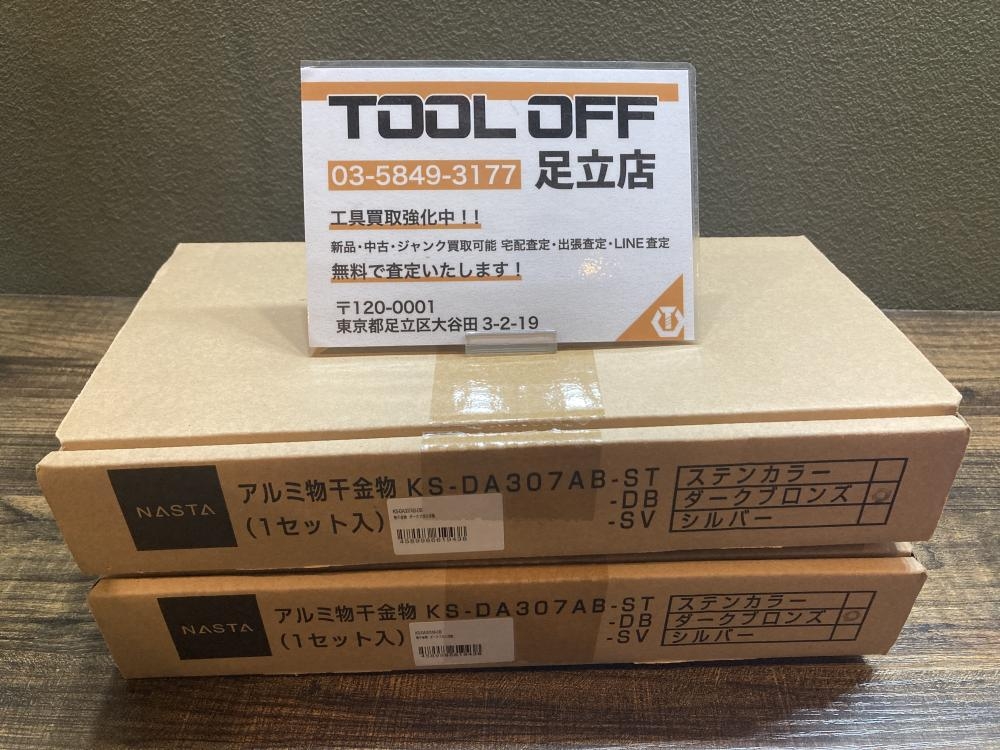 TOOL OFF
03-5849-3177 足立店
工具買取強化中！！
新品・中古・ジャンク買取可能 宅配査定・出張査定・LINE査定
無料で査定いたします！
〒120-0001
東京都足立区大谷田 3-2-19
NASTA
アルミ物干金物 KS-DA307AB-ST ステンカラー
-DB ダークブロンズ
(1セット入) -SV シルバー
KS-DA307AB-DB
NASTA
アルミ物干金物 KS-DA307AB-ST ステンカラー
-DB ダークブロンズ
(1セット入) -SV シルバー